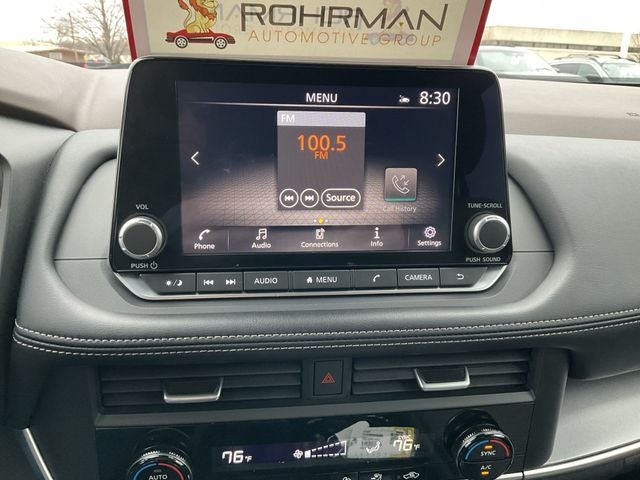 ROHRMAN
AUTOMOTIVE GROUP
MENU 8:30
FM
100.5
FM
Source
Call History
VOL
TUNE·SCROLL
Phone Audio Connections Info Settings
PUSH
PUSH SOUND
AUDIO MENU CAMERA
76°F 76°F
SYNC
AUTO
SYNC
A/C